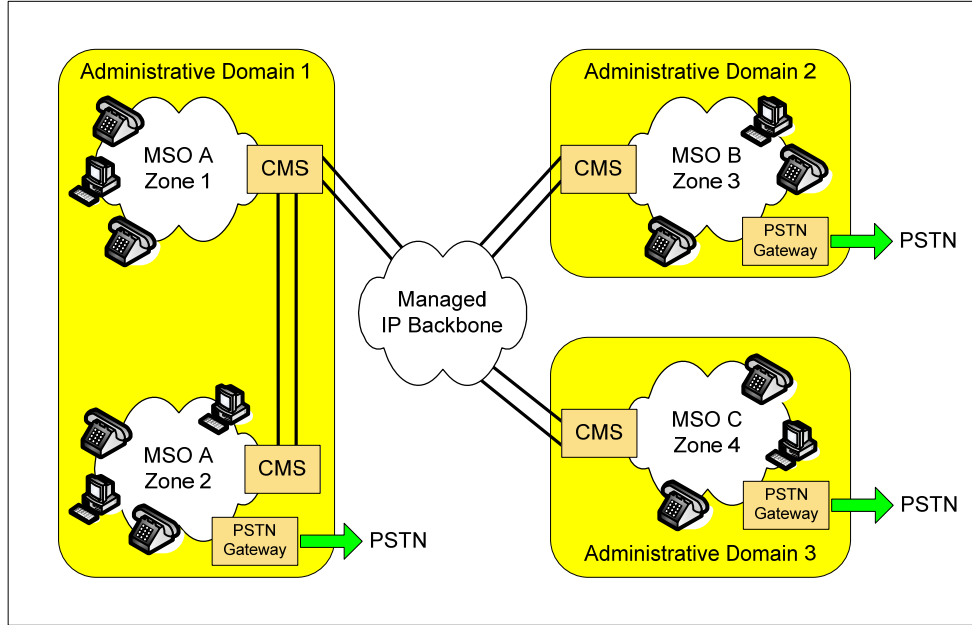 Administrative Domain 1
MSO A
Zone 1
CMS
MSO A
Zone 2
CMS
PSTN
Gateway
PSTN
Managed
IP Backbone
Administrative Domain 2
CMS
MSO B
Zone 3
PSTN
Gateway
PSTN
CMS
MSO C
Zone 4
PSTN
Gateway
PSTN
Administrative Domain 3